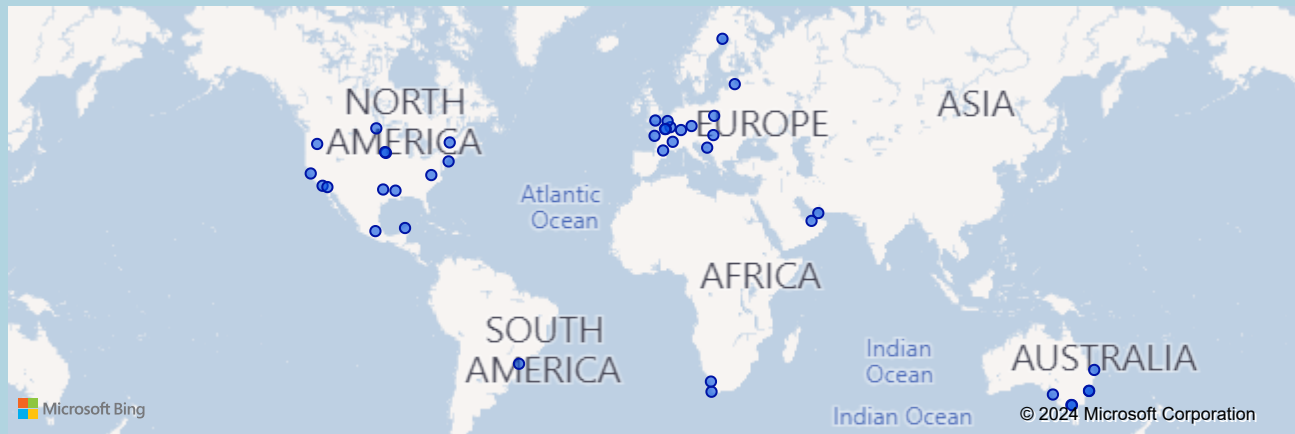 NORTH
AMERICA
EUROPE
ASIA
Atlantic
Ocean
AFRICA
SOUTH
AMERICA
Indian
Ocean
AUSTRALIA
Microsoft Bing
Indian Ocean
© 2024 Microsoft Corporation